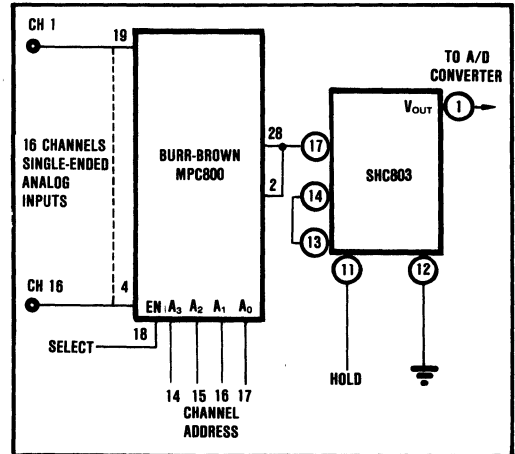 CH 1
19
TO A/D
CONVERTER
VOUT
1
16 CHANNELS
SINGLE-ENDED
ANALOG
INPUTS
BURR-BROWN
MPC800
28
2
17
14
13
SHC803
11
12
CH 16
4
EN A3 A2 A1 A0
18
SELECT
14 15 16 17
CHANNEL
ADDRESS
HOLD